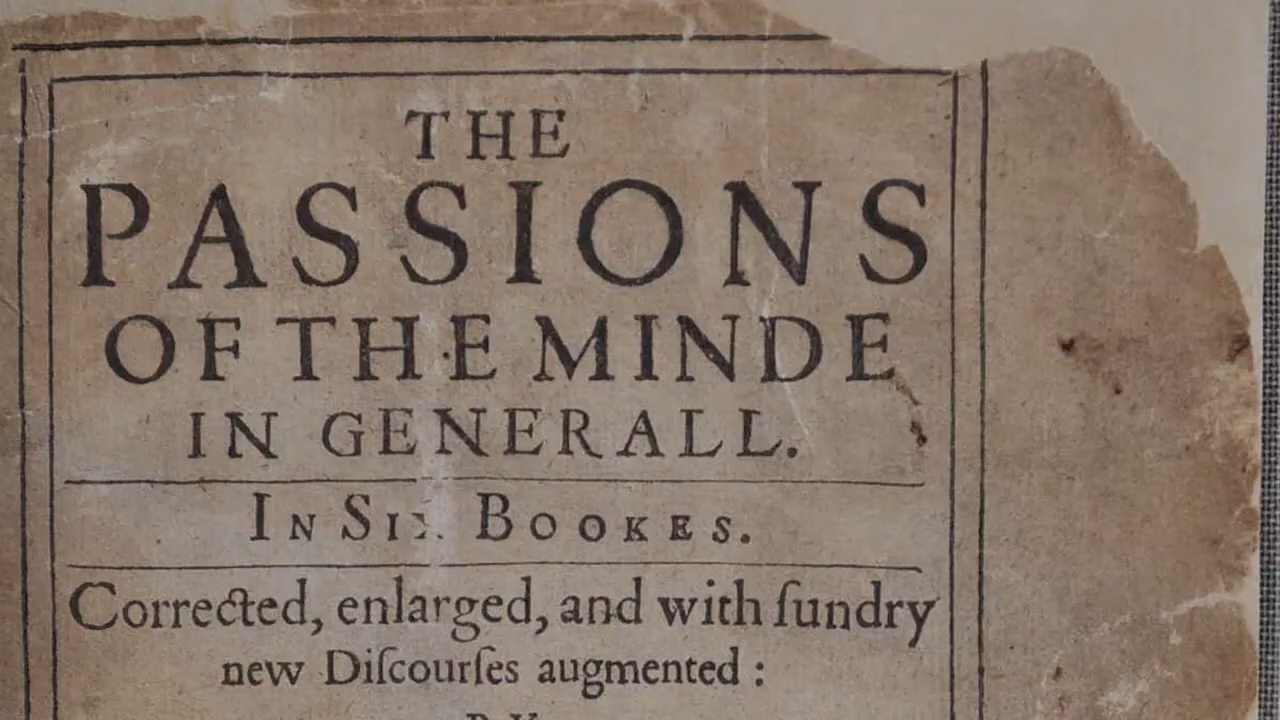 THE
PASSIONS
OF THE MINDE
IN GENERALL.
IN SIX BOOKES.
Corrected, enlarged, and with ſundry
new Diſcourſes augmented :